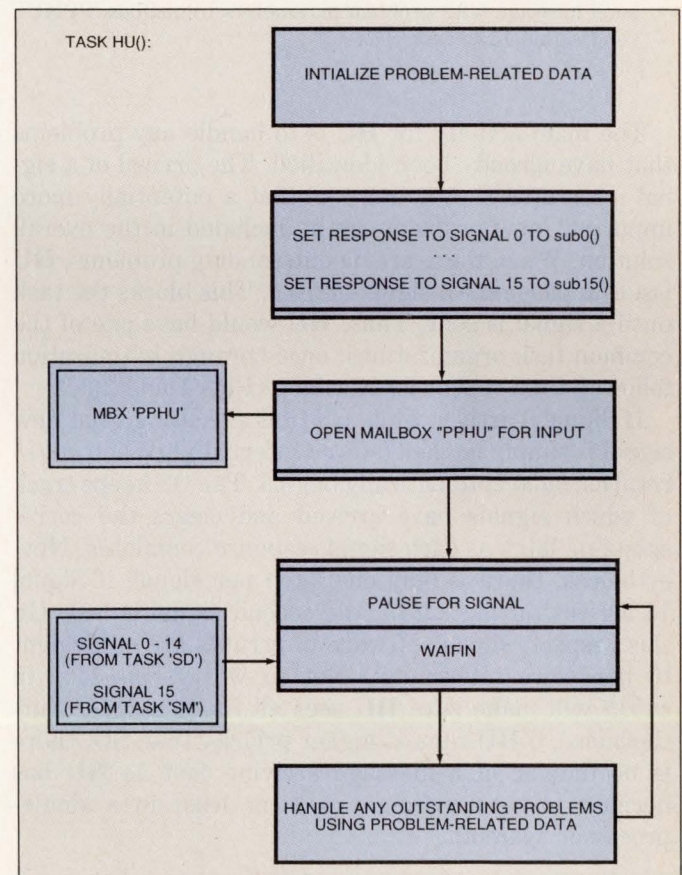 TASK HU():
INTIALIZE PROBLEM-RELATED DATA
SET RESPONSE TO SIGNAL 0 TO sub0()
...
SET RESPONSE TO SIGNAL 15 TO sub15()
MBX 'PPHU'
OPEN MAILBOX "PPHU" FOR INPUT
PAUSE FOR SIGNAL
WAIFIN
SIGNAL 0 - 14
(FROM TASK 'SD')
SIGNAL 15
(FROM TASK 'SM')
HANDLE ANY OUTSTANDING PROBLEMS
USING PROBLEM-RELATED DATA